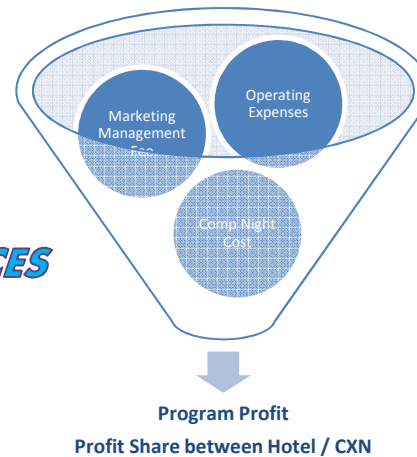 Operating
Expenses
Marketing
Management
Fee
Comp Night
Cost
CES
Program Profit
Profit Share between Hotel / CXN